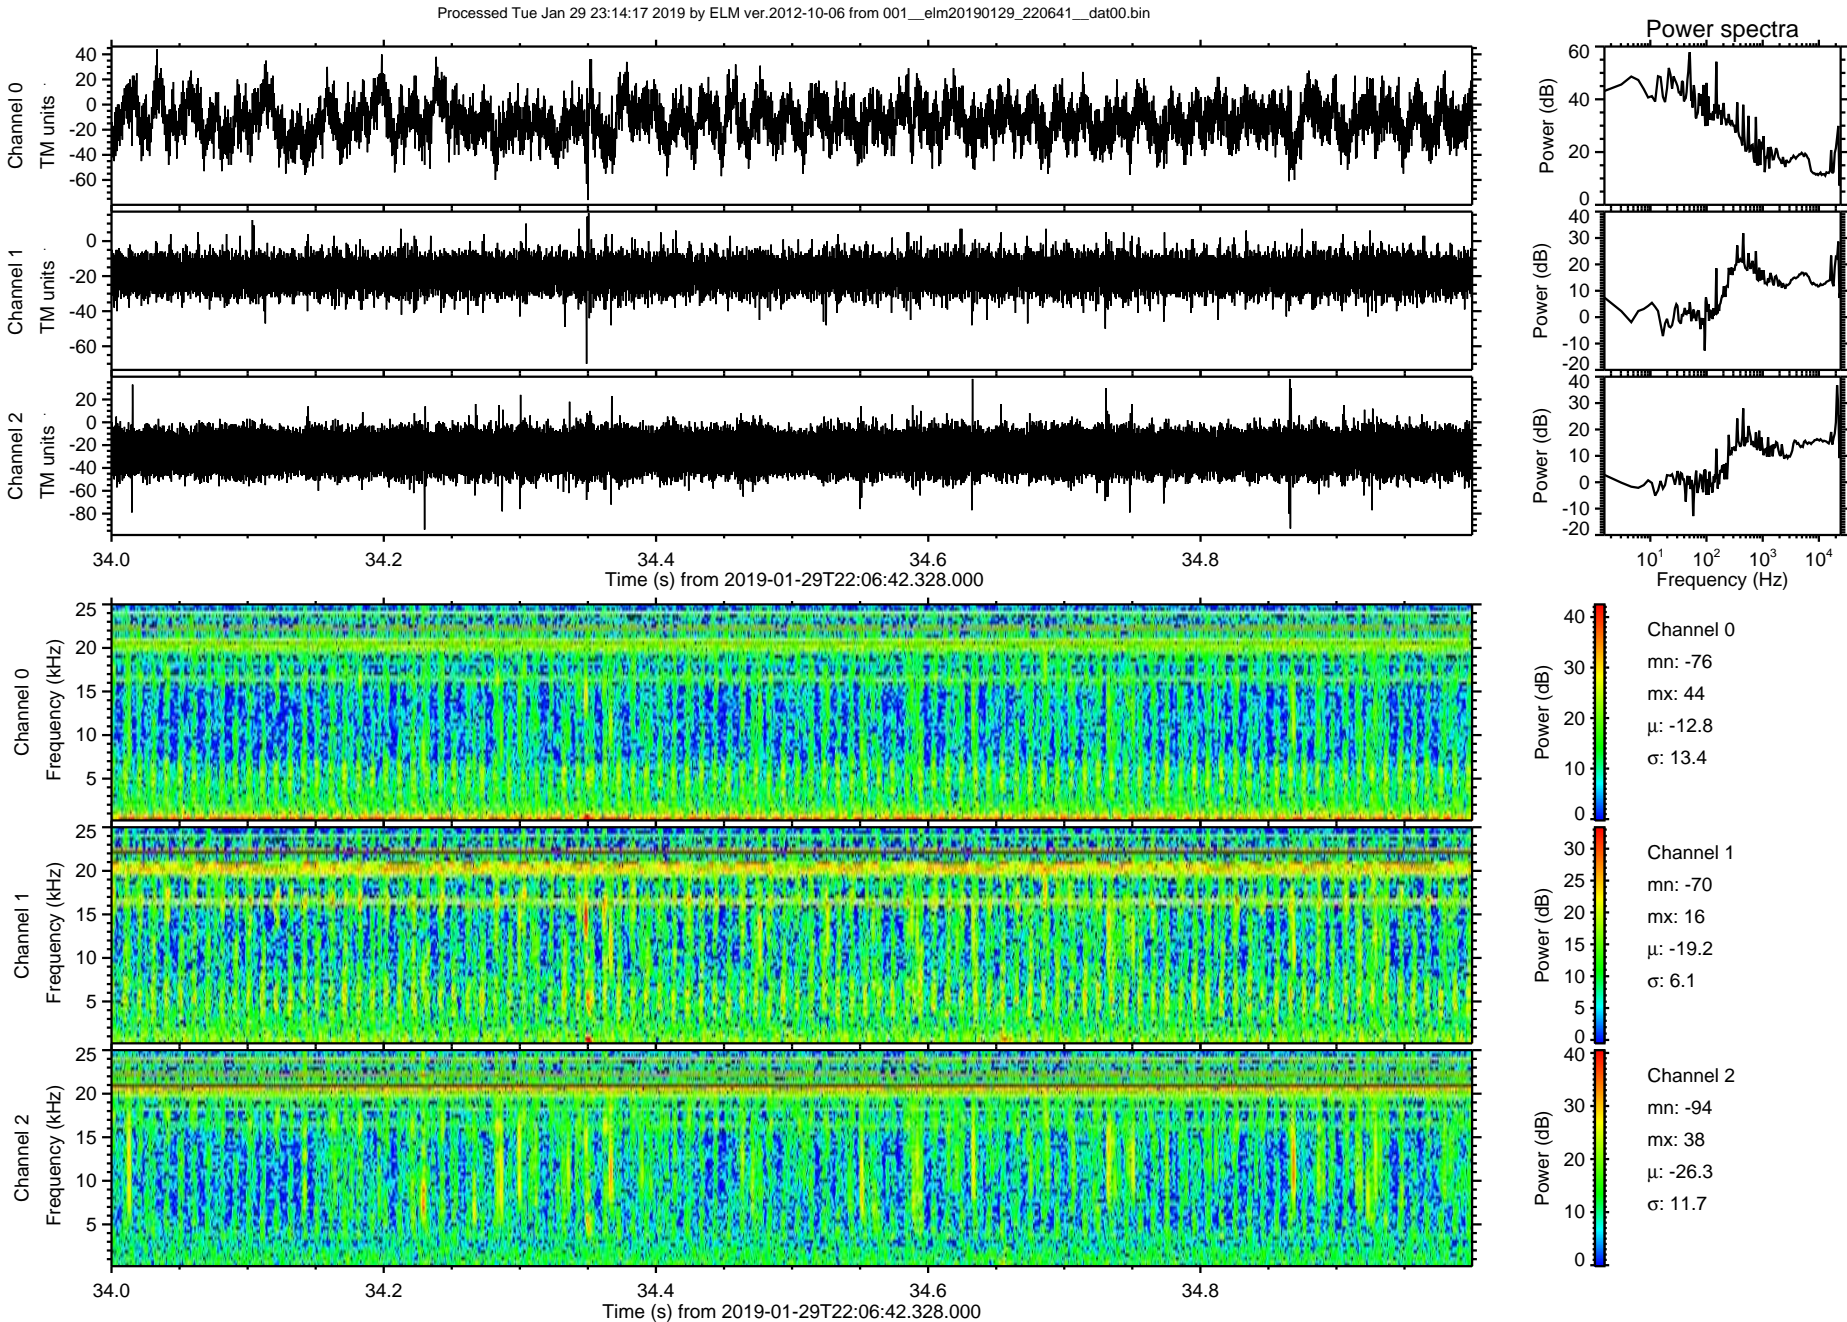 Processed Tue Jan 29 23:14:17 2019 by ELM ver.2012-10-06 from 001__elm20190129_220641__dat00.bin
Power spectra
Channel 0
TM units
40
20
0
-20
-40
-60
Power (dB)
60
40
20
0
Channel 1
TM units
0
-20
-40
-60
Power (dB)
40
30
20
10
0
-10
-20
Channel 2
TM units
20
0
-20
-40
-60
-80
Power (dB)
40
30
20
10
0
-10
-20
34.0 34.2 34.4 34.6 34.8
Time (s) from 2019-01-29T22:06:42.328.000
10^1 10^2 10^3 10^4
Frequency (Hz)
Channel 0
Frequency (kHz)
25
20
15
10
5
Power (dB)
40
30
20
10
0
Channel 0
mn: -76
mx: 44
μ: -12.8
σ: 13.4
Channel 1
Frequency (kHz)
25
20
15
10
5
Power (dB)
30
25
20
15
10
5
0
Channel 1
mn: -70
mx: 16
μ: -19.2
σ: 6.1
Channel 2
Frequency (kHz)
25
20
15
10
5
Power (dB)
40
30
20
10
0
Channel 2
mn: -94
mx: 38
μ: -26.3
σ: 11.7
34.0 34.2 34.4 34.6 34.8
Time (s) from 2019-01-29T22:06:42.328.000